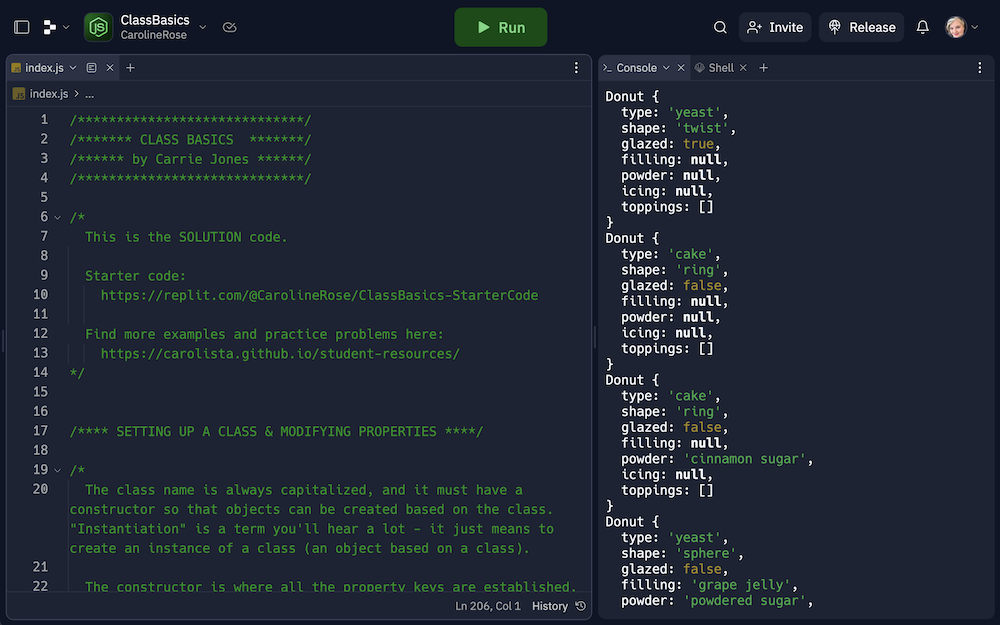 ClassBasics
CarolineRose
Run
Invite
Release
index.js
index.js > ...
1 /*****************************/
2 /******* CLASS BASICS  *******/
3 /****** by Carrie Jones ******/
4 /*****************************/
5
6 /*
7 This is the SOLUTION code.
8
9 Starter code:
10 https://replit.com/@CarolineRose/ClassBasics-StarterCode
11
12 Find more examples and practice problems here:
13 https://carolista.github.io/student-resources/
14 */
15
16
17 /**** SETTING UP A CLASS & MODIFYING PROPERTIES ****/
18
19 /*
20 The class name is always capitalized, and it must have a
constructor so that objects can be created based on the class.
"Instantiation" is a term you'll hear a lot - it just means to
create an instance of a class (an object based on a class).
21
22 The constructor is where all the property keys are established.
Ln 206, Col 1 History
Console
Shell
Donut {
type: 'yeast',
shape: 'twist',
glazed: true,
filling: null,
powder: null,
icing: null,
toppings: []
}
Donut {
type: 'cake',
shape: 'ring',
glazed: false,
filling: null,
powder: null,
icing: null,
toppings: []
}
Donut {
type: 'cake',
shape: 'ring',
glazed: false,
filling: null,
powder: 'cinnamon sugar',
icing: null,
toppings: []
}
Donut {
type: 'yeast',
shape: 'sphere',
glazed: false,
filling: 'grape jelly',
powder: 'powdered sugar',